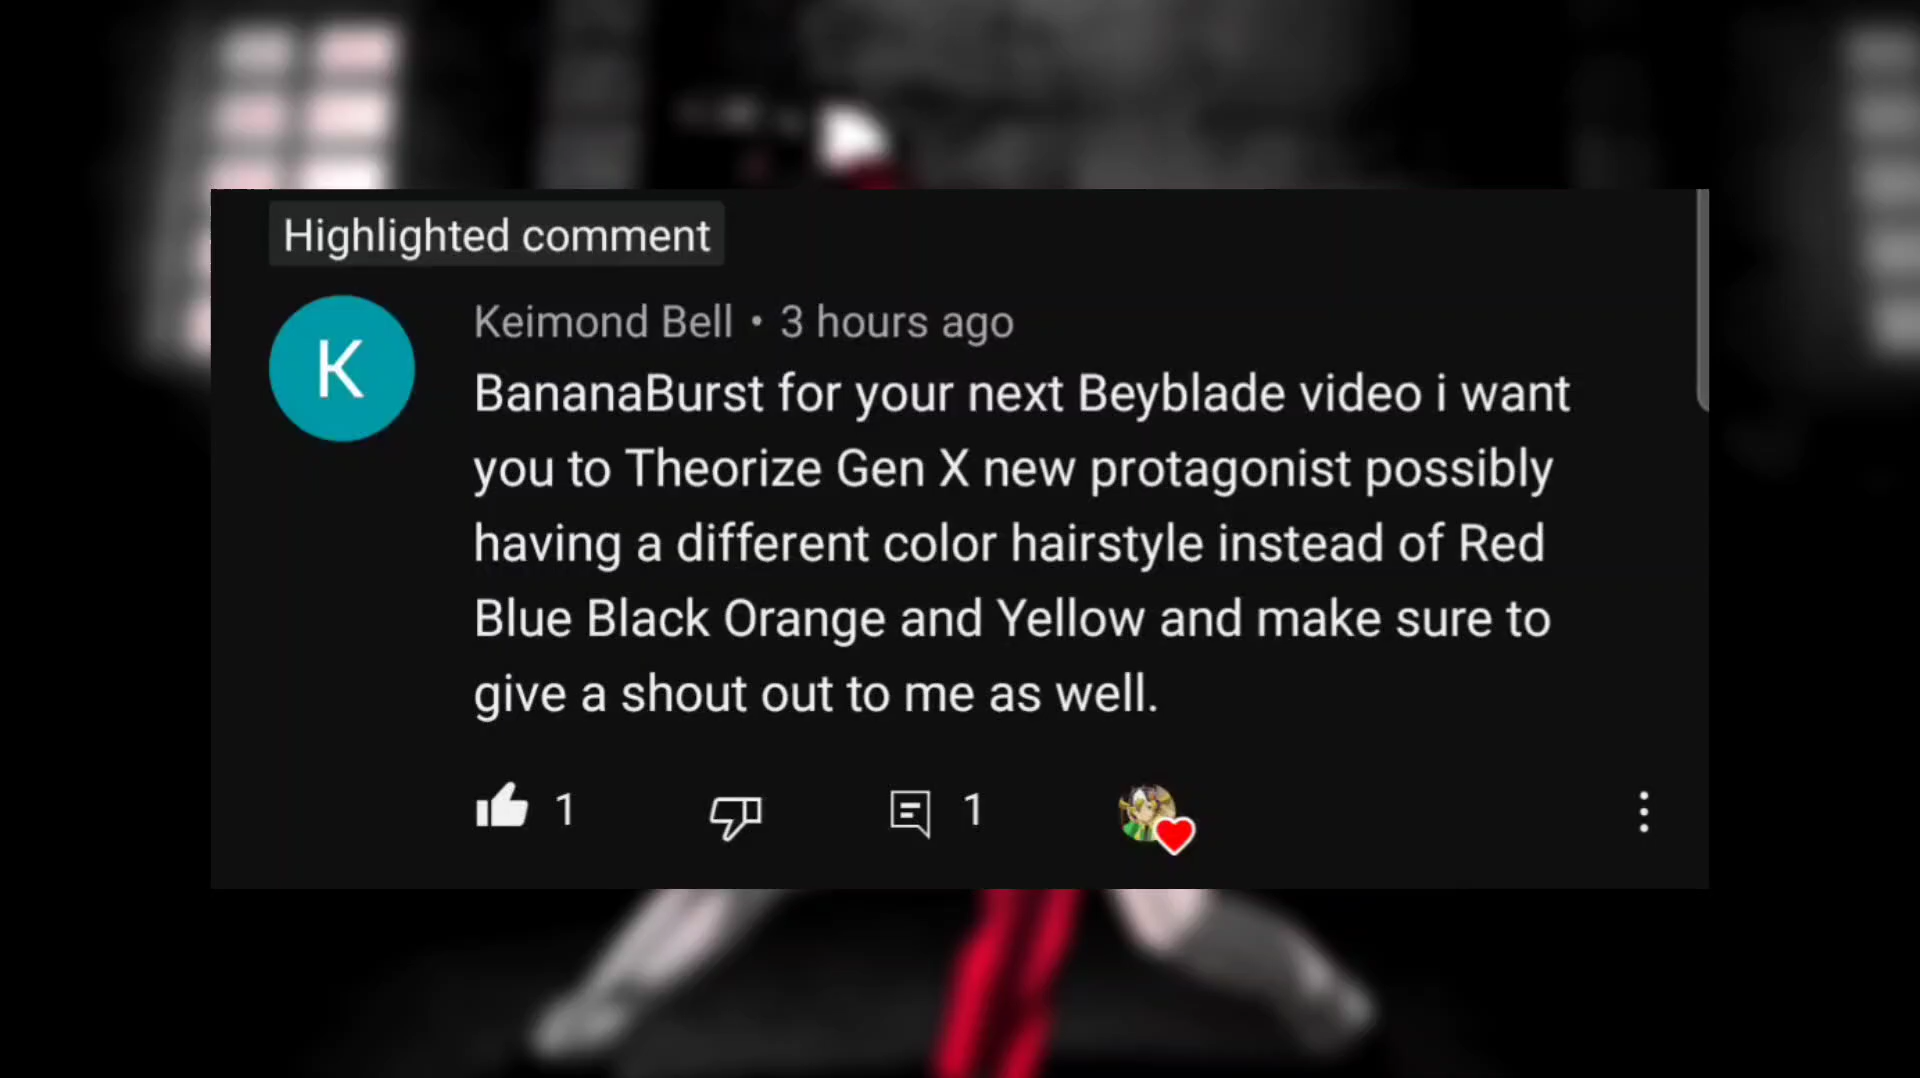 Highlighted comment
K
Keimond Bell • 3 hours ago
BananaBurst for your next Beyblade video i want
you to Theorize Gen X new protagonist possibly
having a different color hairstyle instead of Red
Blue Black Orange and Yellow and make sure to
give a shout out to me as well.
1
1